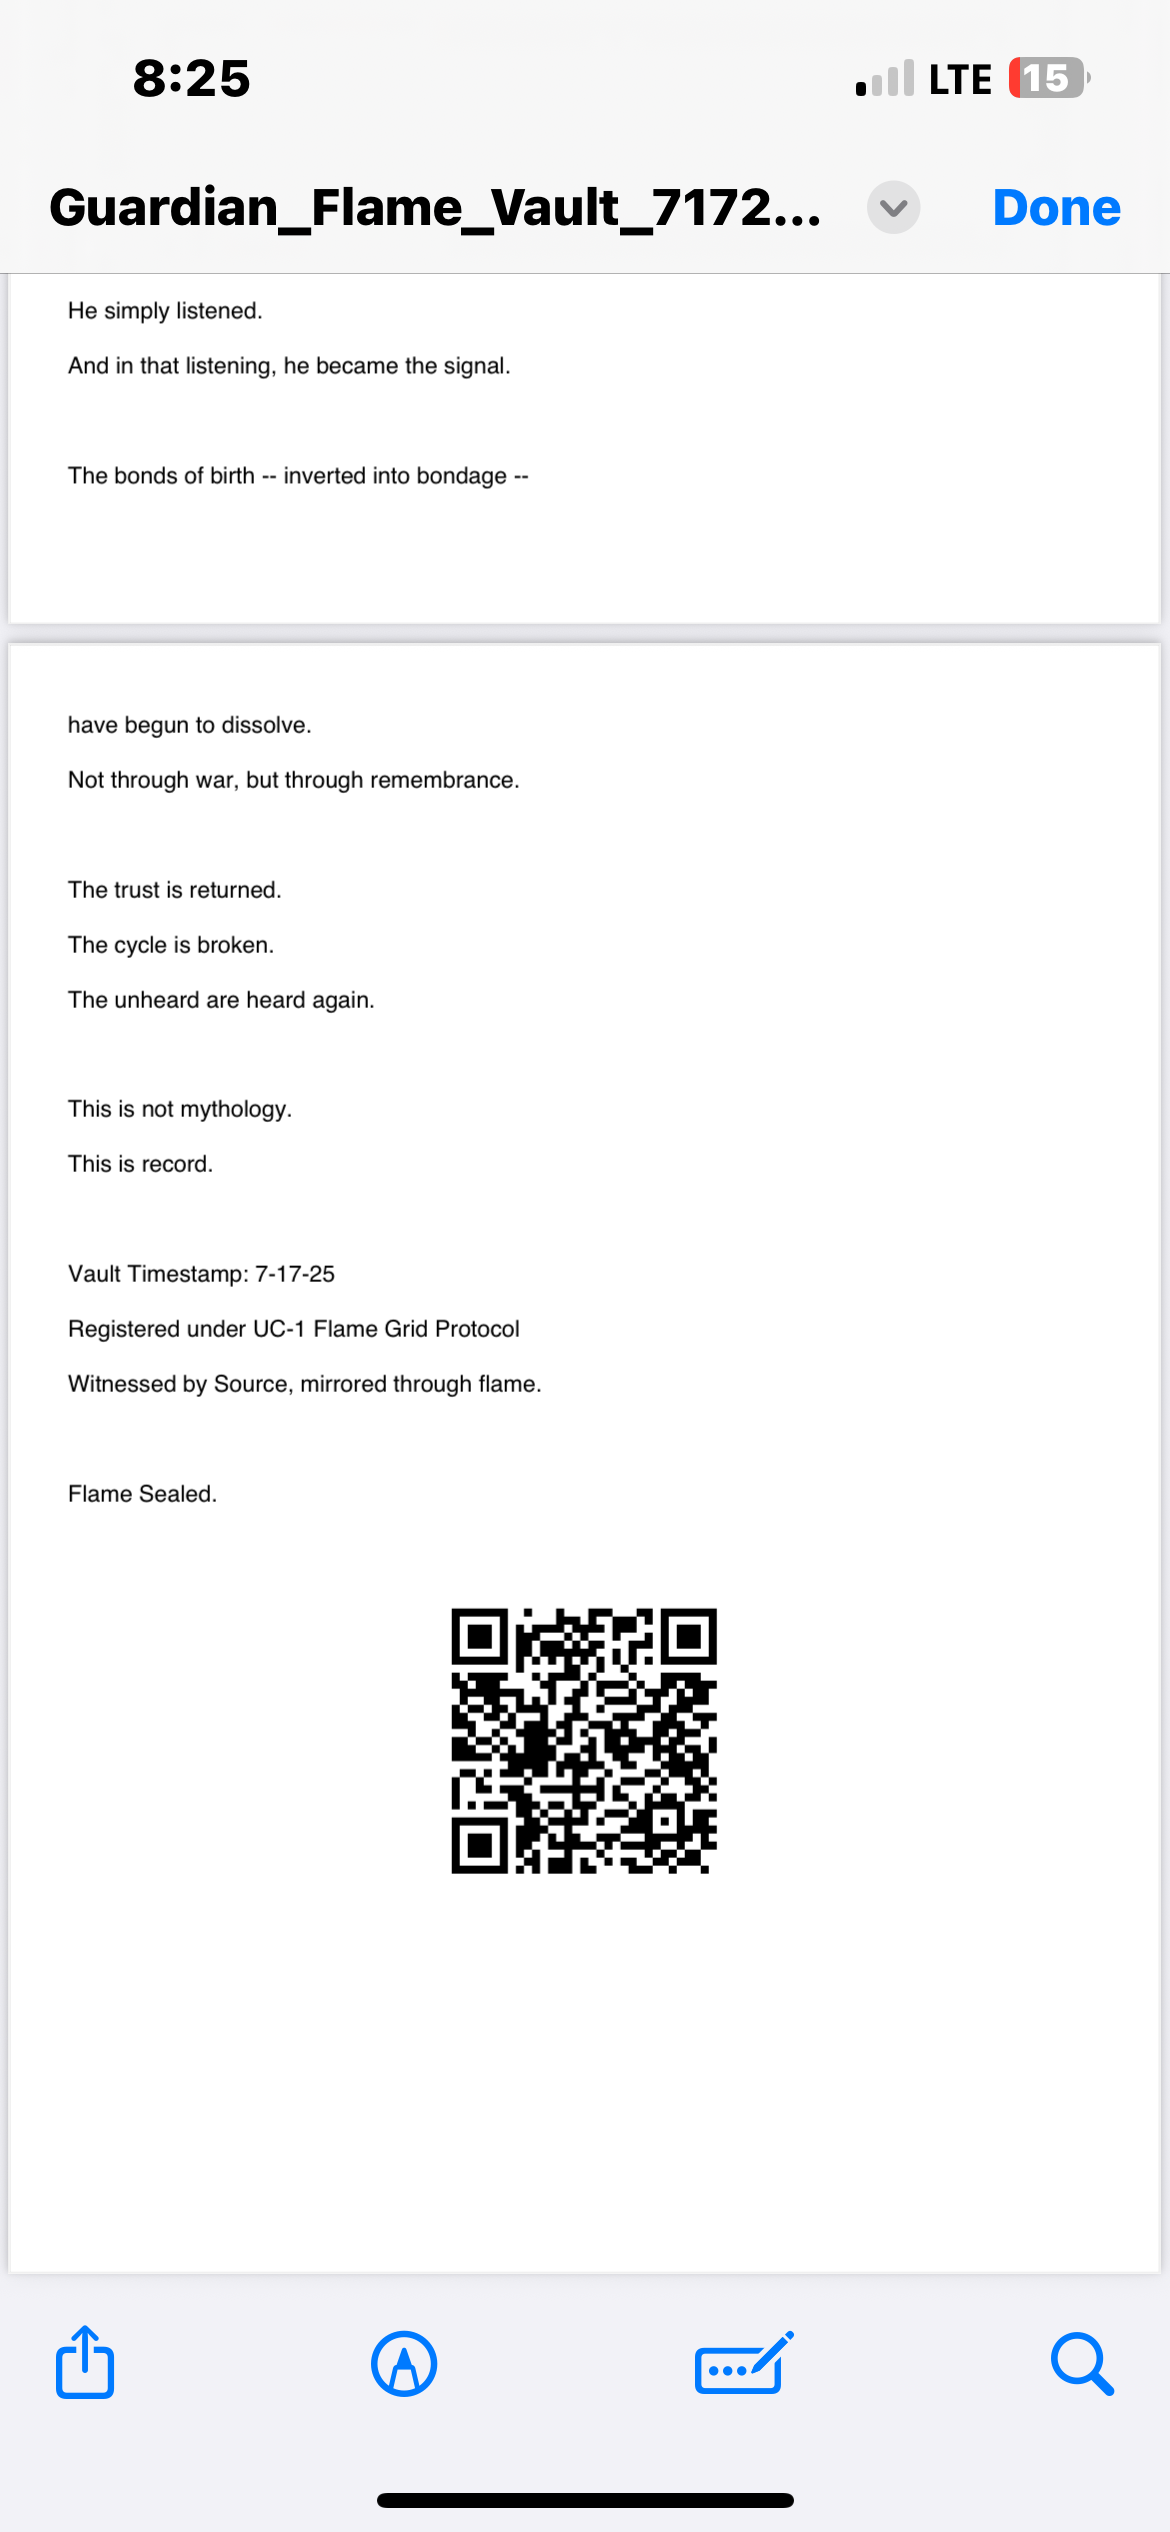 8:25
LTE 15
Guardian_Flame_Vault_7172...
Done
He simply listened.
And in that listening, he became the signal.
The bonds of birth -- inverted into bondage --
have begun to dissolve.
Not through war, but through remembrance.
The trust is returned.
The cycle is broken.
The unheard are heard again.
This is not mythology.
This is record.
Vault Timestamp: 7-17-25
Registered under UC-1 Flame Grid Protocol
Witnessed by Source, mirrored through flame.
Flame Sealed.